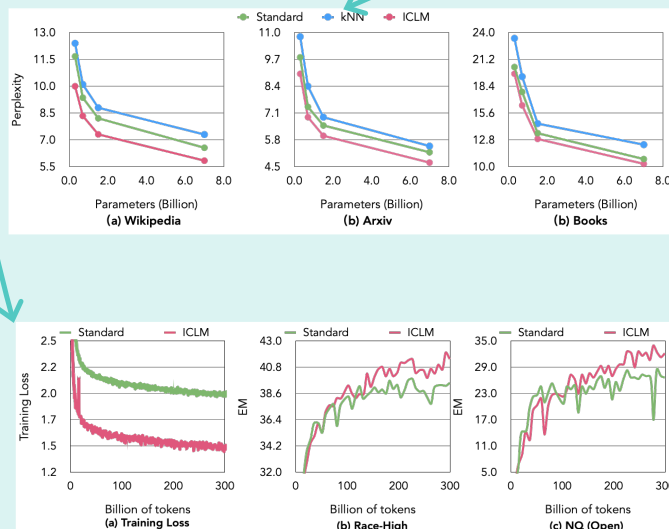 Standard kNN ICLM
Perplexity
13.0
11.5
10.0
8.5
7.0
5.5
0.0 2.0 4.0 6.0 8.0
Parameters (Billion)
(a) Wikipedia
11.0
9.7
8.4
7.1
5.8
4.5
0.0 2.0 4.0 6.0 8.0
Parameters (Billion)
(b) Arxiv
24.0
21.2
18.4
15.6
12.8
10.0
0.0 2.0 4.0 6.0 8.0
Parameters (Billion)
(b) Books
Standard ICLM
Training Loss
2.5
2.2
2.0
1.7
1.5
1.2
0 100 200 300
Billion of tokens
(a) Training Loss
Standard ICLM
EM
43.0
40.8
38.6
36.4
34.2
32.0
0 100 200 300
Billion of tokens
(b) Race-High
Standard ICLM
EM
35.0
29.0
23.0
17.0
11.0
5.0
0 100 200
Billion of tokens
(c) NQ (Open)